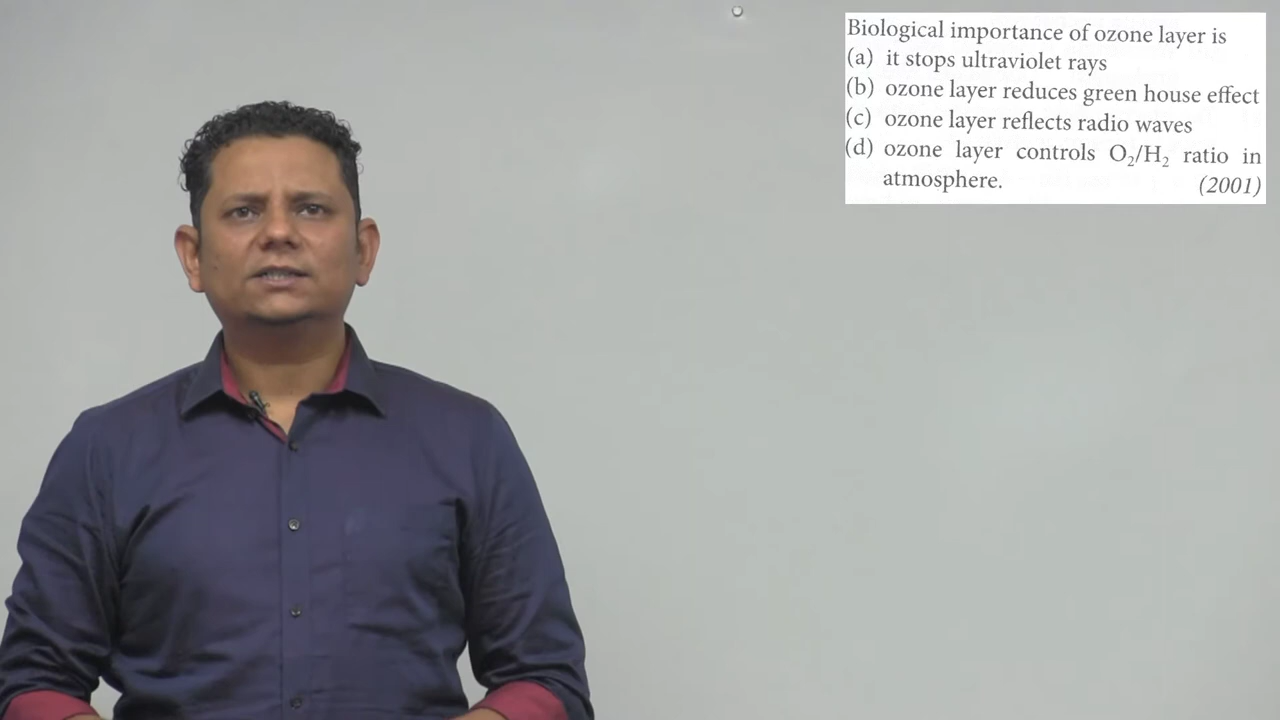 Biological importance of ozone layer is
(a) it stops ultraviolet rays
(b) ozone layer reduces green house effect
(c) ozone layer reflects radio waves
(d) ozone layer controls O₂/H₂ ratio in
atmosphere. (2001)